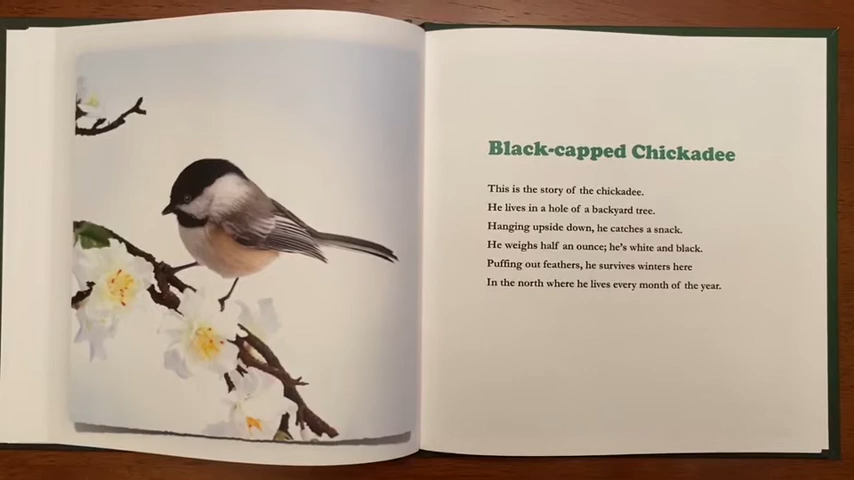 Black-capped Chickadee
This is the story of the chickadee.
He lives in a hole of a backyard tree.
Hanging upside down, he catches a snack.
He weighs half an ounce; he's white and black.
Puffing out feathers, he survives winters here
In the north where he lives every month of the year.